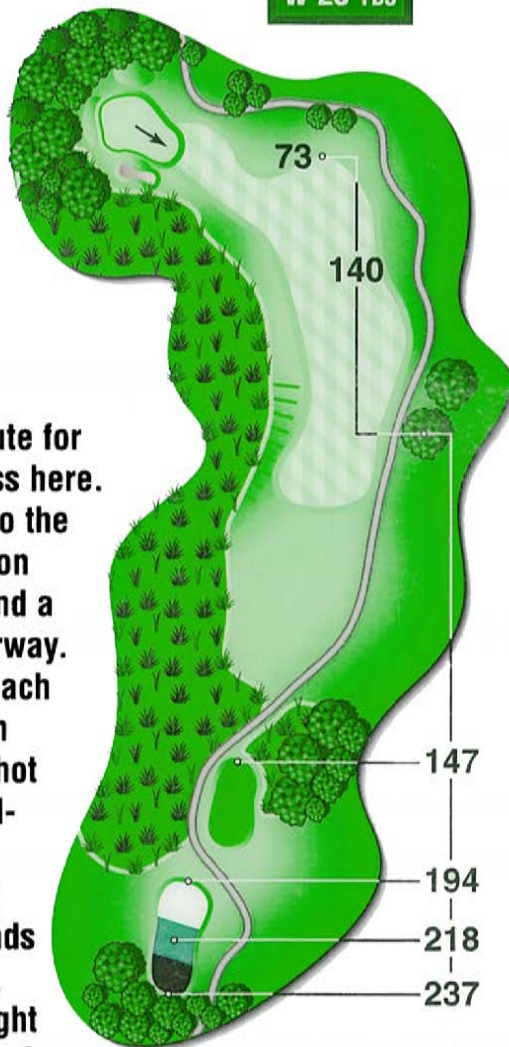 73
140
ute for
ss here.
o the
on
nd a
rway.
ach
n
hot
l-
nds
ght
147
194
218
237